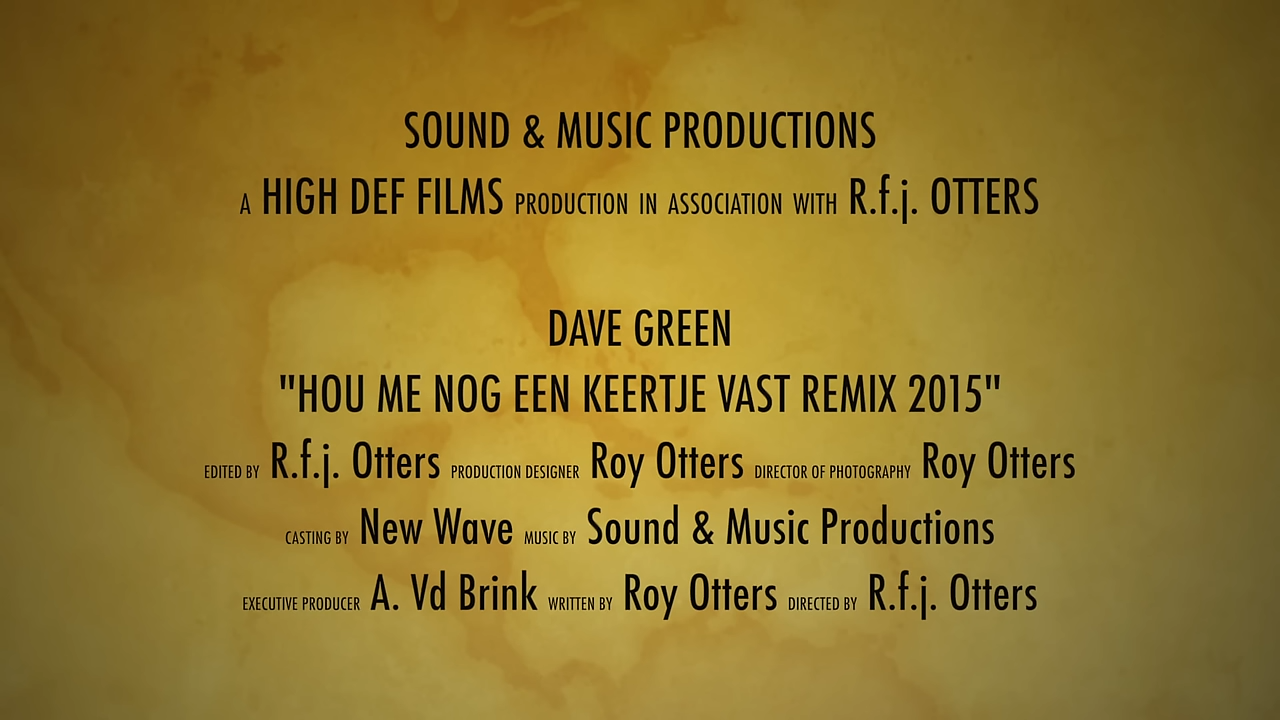 SOUND & MUSIC PRODUCTIONS
A HIGH DEF FILMS PRODUCTION IN ASSOCIATION WITH R.f.j. OTTERS
DAVE GREEN
"HOU ME NOG EEN KEERTJE VAST REMIX 2015"
EDITED BY R.f.j. Otters PRODUCTION DESIGNER Roy Otters DIRECTOR OF PHOTOGRAPHY Roy Otters
CASTING BY New Wave MUSIC BY Sound & Music Productions
EXECUTIVE PRODUCER A. Vd Brink WRITTEN BY Roy Otters DIRECTED BY R.f.j. Otters